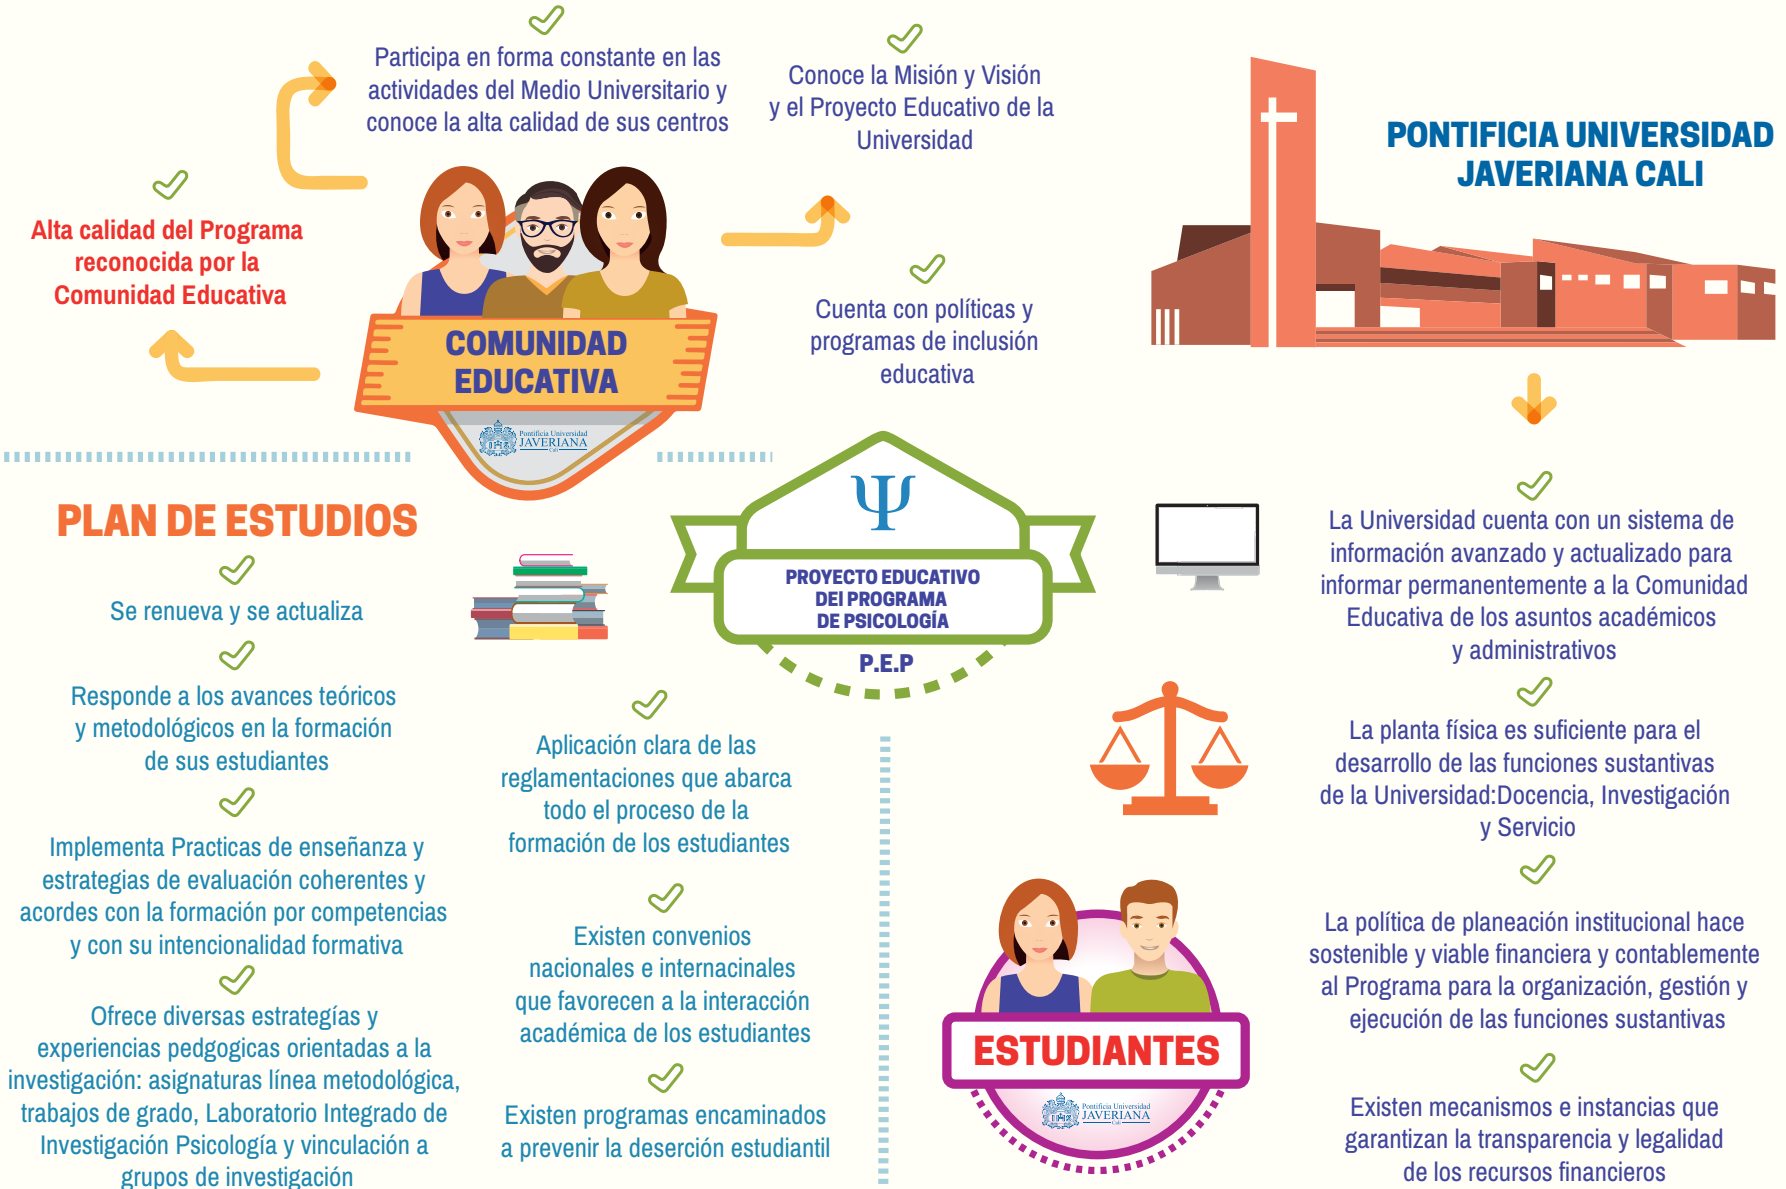 Participa en forma constante en las
actividades del Medio Universitario y
conoce la alta calidad de sus centros
Conoce la Misión y Visión
y el Proyecto Educativo de la
Universidad
PONTIFICIA UNIVERSIDAD
JAVERIANA CALI
Alta calidad del Programa
reconocida por la
Comunidad Educativa
Cuenta con políticas y
programas de inclusión
educativa
COMUNIDAD
EDUCATIVA
Pontificia Universidad
JAVERIANA
Cali
PLAN DE ESTUDIOS
Se renueva y se actualiza
Responde a los avances teóricos
y metodológicos en la formación
de sus estudiantes
Implementa Practicas de enseñanza y
estrategias de evaluación coherentes y
acordes con la formación por competencias
y con su intencionalidad formativa
Ofrece diversas estrategías y
experiencias pedgogicas orientadas a la
investigación: asignaturas línea metodológica,
trabajos de grado, Laboratorio Integrado de
Investigación Psicología y vinculación a
grupos de investigación
Ψ
PROYECTO EDUCATIVO
DEl PROGRAMA
DE PSICOLOGÍA
P.E.P
Aplicación clara de las
reglamentaciones que abarca
todo el proceso de la
formación de los estudiantes
Existen convenios
nacionales e internacinales
que favorecen a la interacción
académica de los estudiantes
Existen programas encaminados
a prevenir la deserción estudiantil
ESTUDIANTES
Pontificia Universidad
JAVERIANA
Cali
La Universidad cuenta con un sistema de
información avanzado y actualizado para
informar permanentemente a la Comunidad
Educativa de los asuntos académicos
y administrativos
La planta física es suficiente para el
desarrollo de las funciones sustantivas
de la Universidad:Docencia, Investigación
y Servicio
La política de planeación institucional hace
sostenible y viable financiera y contablemente
al Programa para la organización, gestión y
ejecución de las funciones sustantivas
Existen mecanismos e instancias que
garantizan la transparencia y legalidad
de los recursos financieros